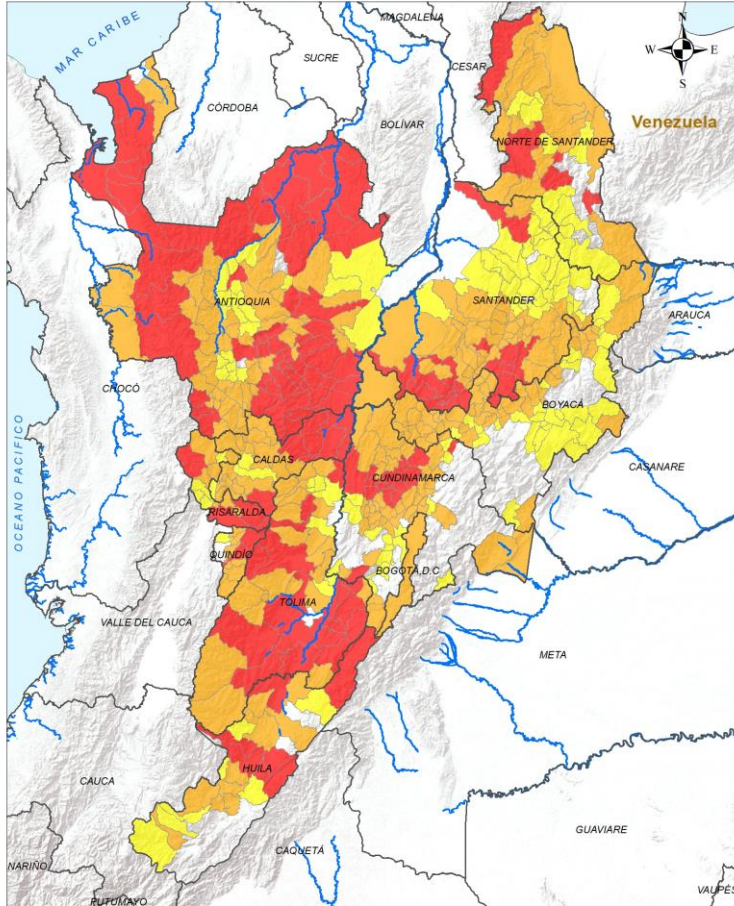 MAGDALENA
MAR CARIBE
N
W E
S
SUCRE
CESAR
CÓRDOBA
BOLÍVAR
Venezuela
NORTE DE SANTANDER
ANTIOQUIA
SANTANDER
ARAUCA
CHOCÓ
BOYACÁ
CALDAS
CASANARE
CUNDINAMARCA
OCEANO PACIFICO
RISARALDA
QUINDÍO
BOGOTÁ,D.C
TOLIMA
VALLE DEL CAUCA
META
HUILA
CAUCA
GUAVIARE
CAQUETÁ
NARIÑO
PUTUMAYO
VAUPÉS